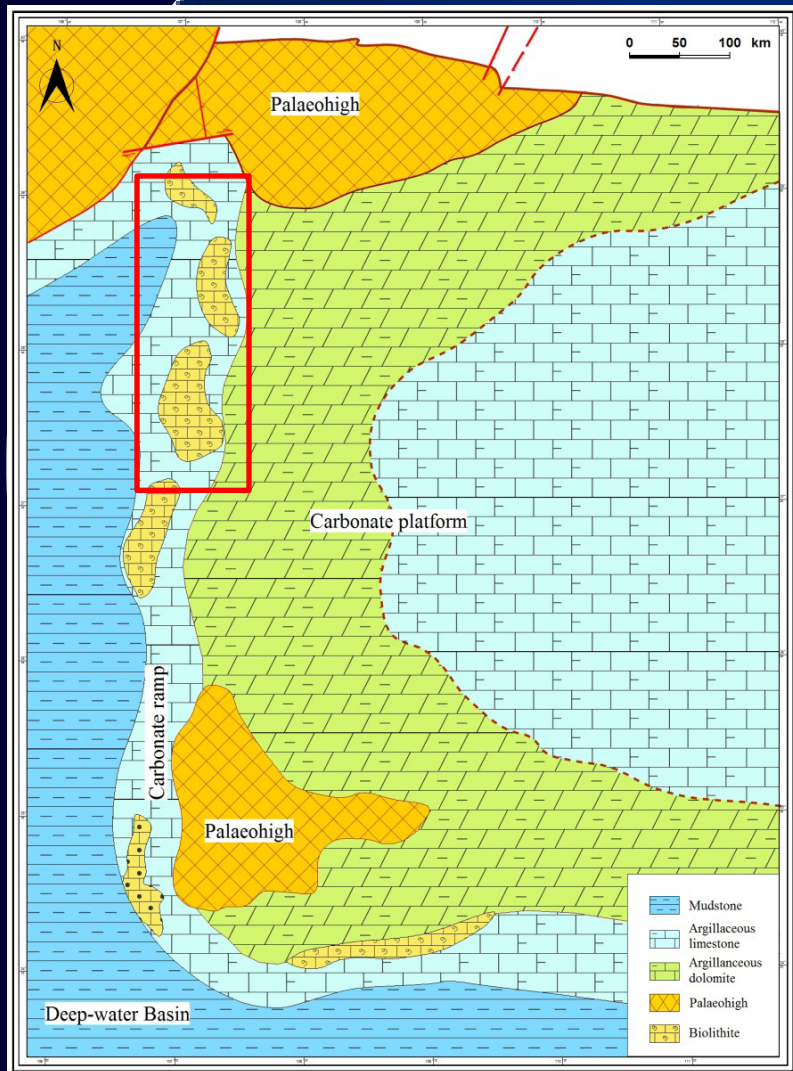 N
0 50 100 km
Palaeohigh
Carbonate platform
Carbonate ramp
Palaeohigh
Deep-water Basin
Mudstone
Argillaceous
limestone
Argillanceous
dolomite
Palaeohigh
Biolithite